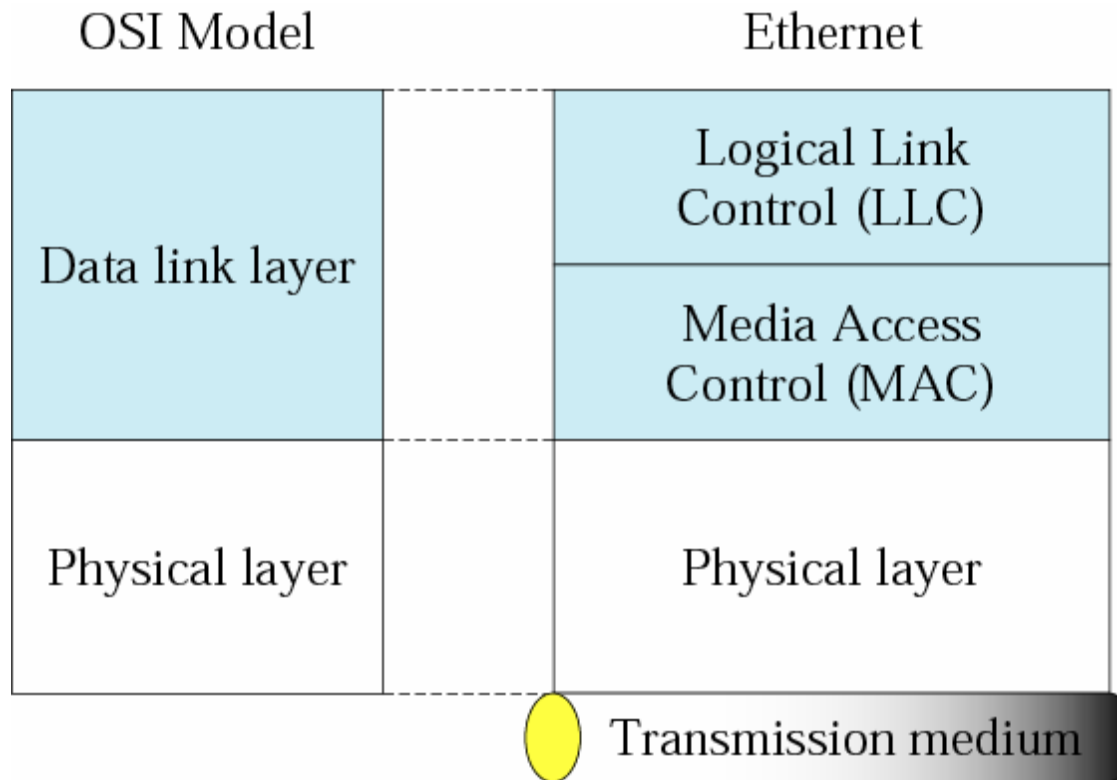 OSI Model
Ethernet
Data link layer
Logical Link
Control (LLC)
Media Access
Control (MAC)
Physical layer
Physical layer
Transmission medium